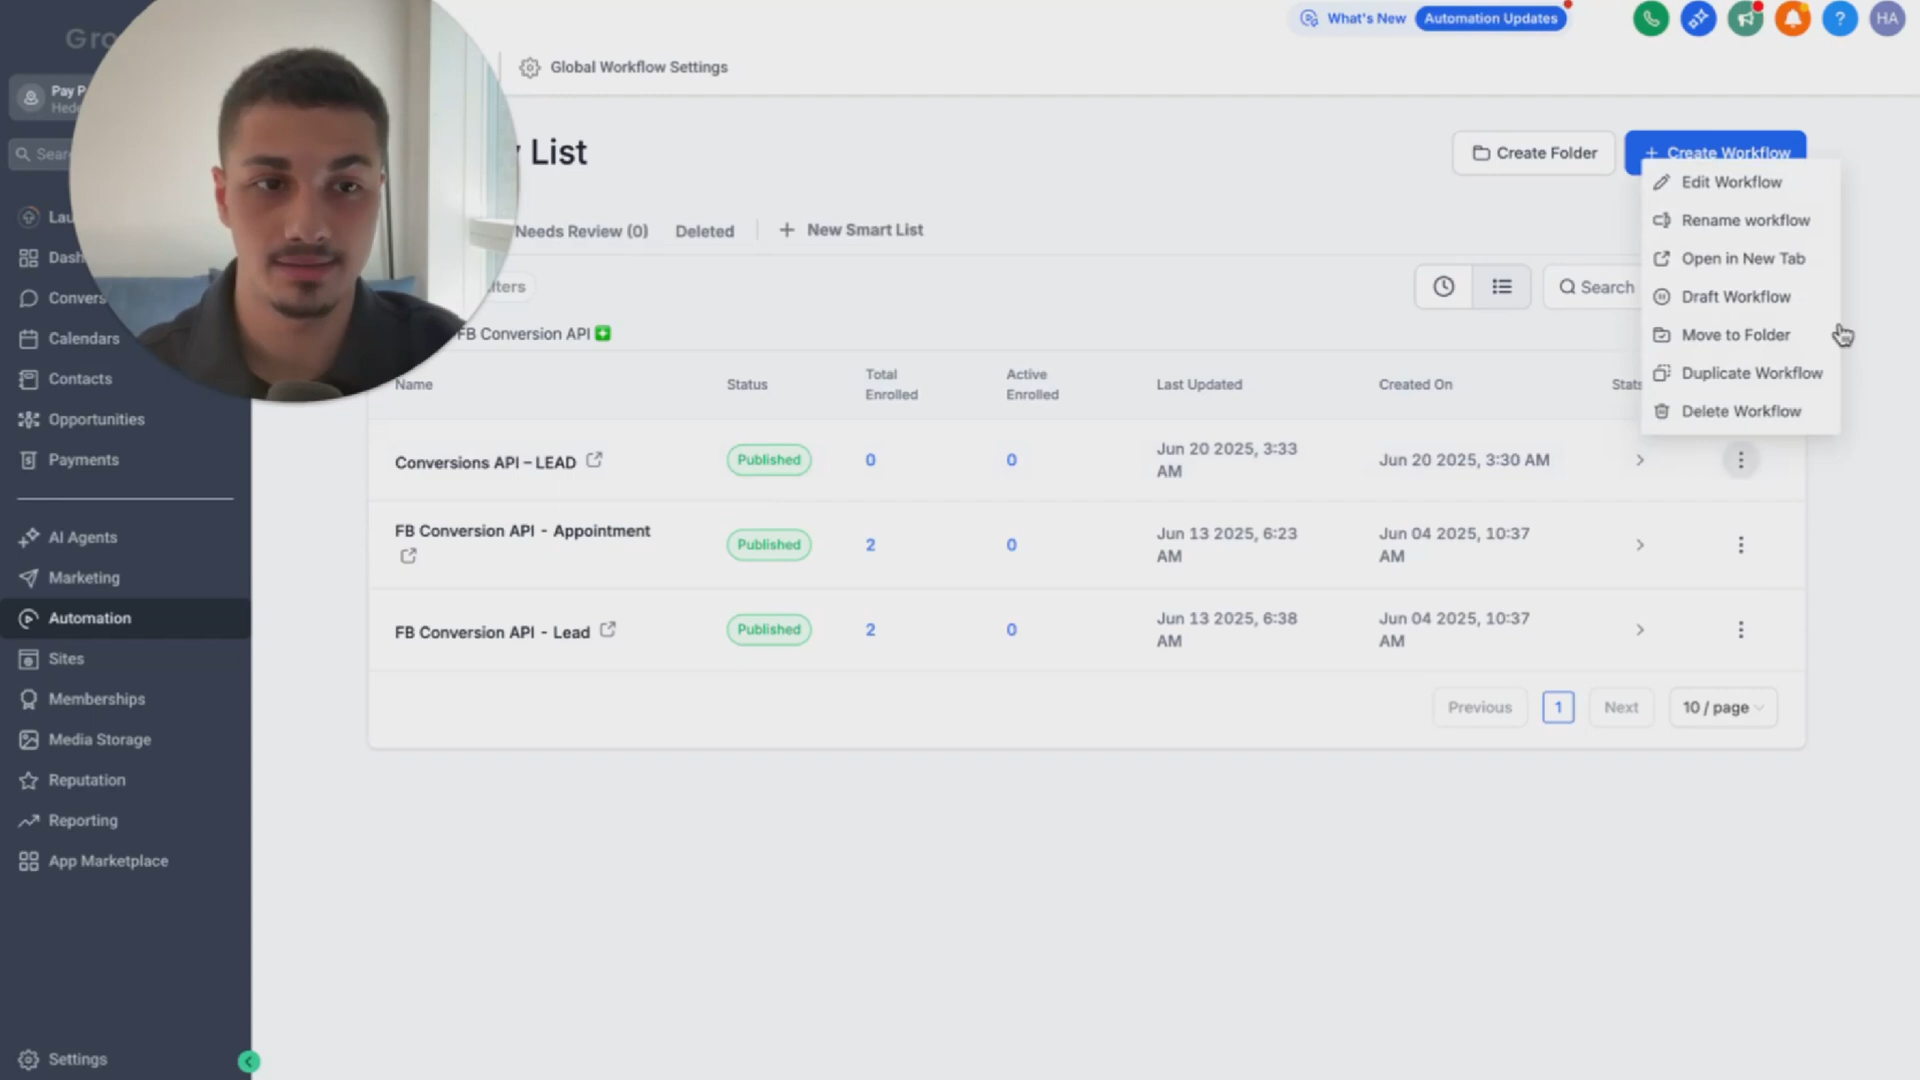 What's New
Automation Updates
HA
Pay P
Global Workflow Settings
Sear
List
Create Folder
+ Create Workflow
Edit Workflow
Rename workflow
Open in New Tab
Draft Workflow
Move to Folder
Duplicate Workflow
Delete Workflow
Needs Review (0)
Deleted
+ New Smart List
Search
FB Conversion API
Dash
Convers
Calendars
Contacts
Opportunities
Payments
AI Agents
Marketing
Automation
Sites
Memberships
Media Storage
Reputation
Reporting
App Marketplace
Settings
Name
Status
Total
Enrolled
Active
Enrolled
Last Updated
Created On
Stats
Conversions API – LEAD
Published
0
0
Jun 20 2025, 3:33
AM
Jun 20 2025, 3:30 AM
FB Conversion API - Appointment
Published
2
0
Jun 13 2025, 6:23
AM
Jun 04 2025, 10:37
AM
FB Conversion API - Lead
Published
2
0
Jun 13 2025, 6:38
AM
Jun 04 2025, 10:37
AM
Previous
1
Next
10 / page